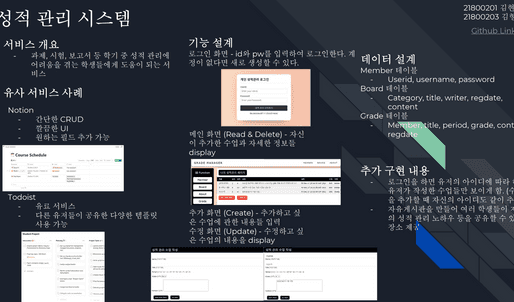 성적 관리 시스템
21800201 김현
21800203 김현
Github Link
서비스 개요
- 과제, 시험, 보고서 등 학기 중 성적 관리에
어려움을 겪는 학생들에게 도움이 되는 서
비스
유사 서비스 사례
Notion
- 간단한 CRUD
- 깔끔한 UI
- 원하는 필드 추가 가능
Course Schedule
Todoist
- 유료 서비스
- 다른 유저들이 공유한 다양한 템플릿
사용 가능
기능 설계
로그인 화면 - id와 pw를 입력하여 로그인한다. 계
정이 없다면 새로 생성할 수 있다.
메인 화면 (Read & Delete) - 자신
이 추가한 수업과 자세한 정보를
display
추가 화면 (Create) - 추가하고 싶
은 수업에 관한 내용들 입력
수정 화면 (Update) - 수정하고 싶
은 수업의 내용을 display
데이터 설계
Member 테이블
- Userid, username, password
Board 테이블
- Category, title, writer, regdate,
content
Grade 테이블
- Member, title, period, grade, cont
regdate
추가 구현 내용
- 로그인을 하면 유저의 아이디에 따라
유저가 작성한 수업들만 보이게 함.
을 추가할 때 자신의 아이디도 같이
- 자유게시판을 만들어 여러 학생들이
의 성적 관리 노하우 등을 공유할 수
장소 제공